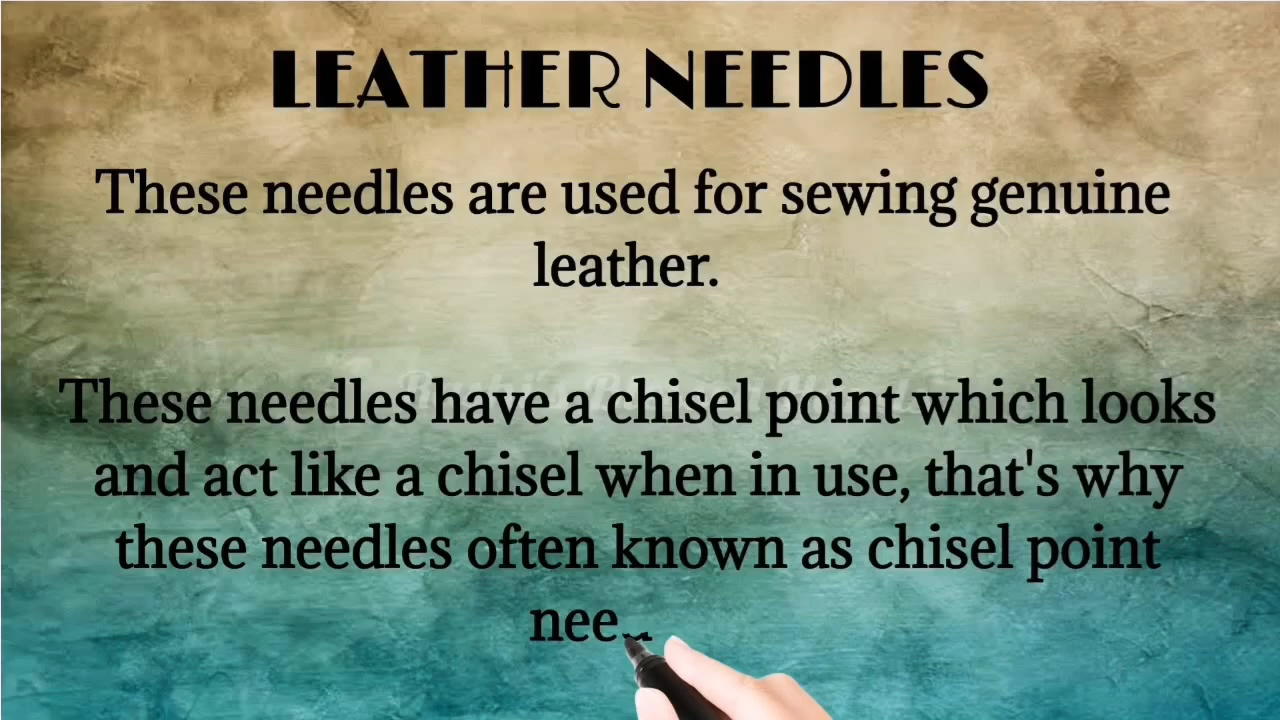 LEATHER NEEDLES
These needles are used for sewing genuine
leather.
These needles have a chisel point which looks
and act like a chisel when in use, that's why
these needles often known as chisel point